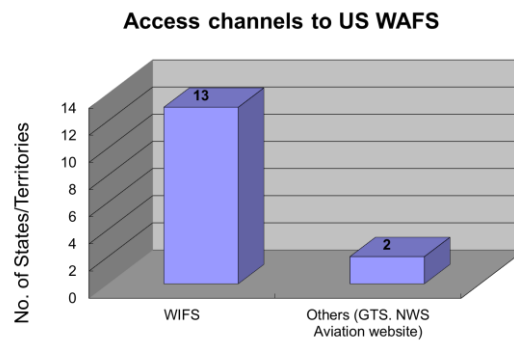 Access channels to US WAFS
No. of States/Territories
14
12
10
8
6
4
2
0
13
2
WIFS
Others (GTS. NWS
Aviation website)